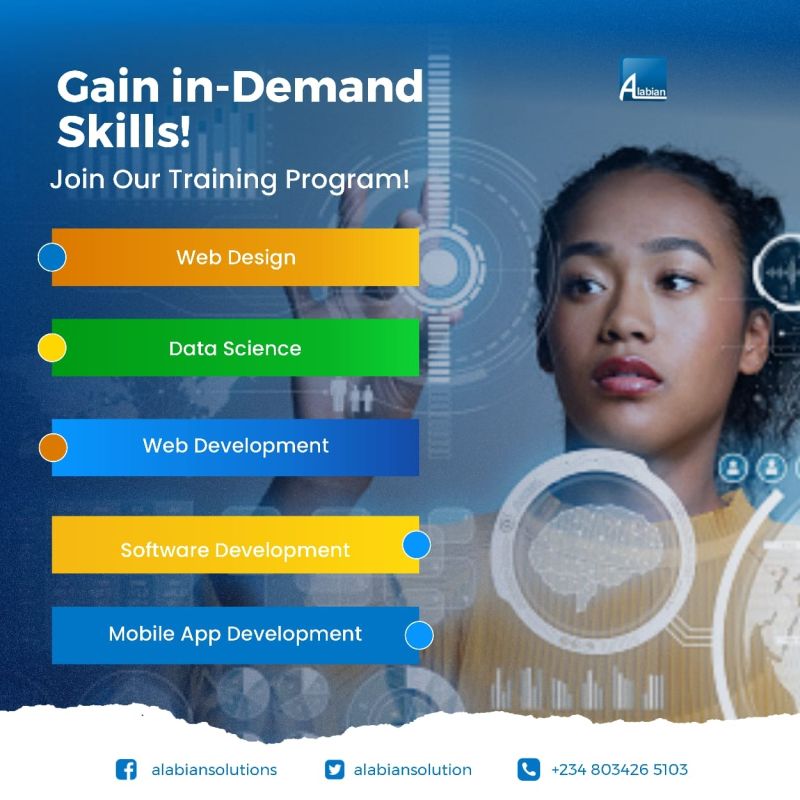 Gain in-Demand
Skills!
Alabian
Join Our Training Program!
Web Design
Data Science
Web Development
Software Development
Mobile App Development
alabiansolutions
alabiansolution
+234 803426 5103